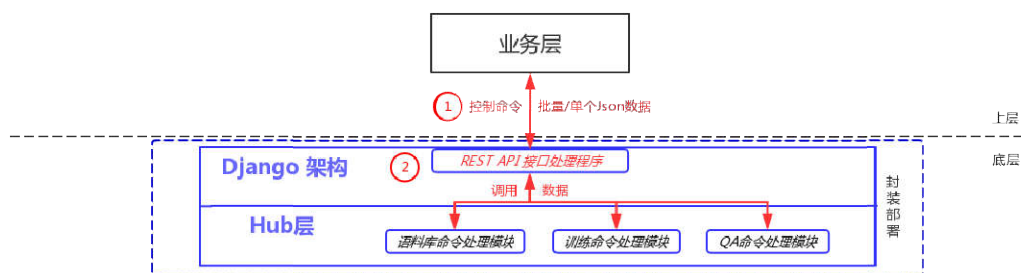 业务层
① 控制命令 批量/单个Json数据
上层
Django 架构 ② REST API 接口处理程序
底层
调用 数据
封装部署
Hub层
语料库命令处理模块 训练命令处理模块 QA命令处理模块